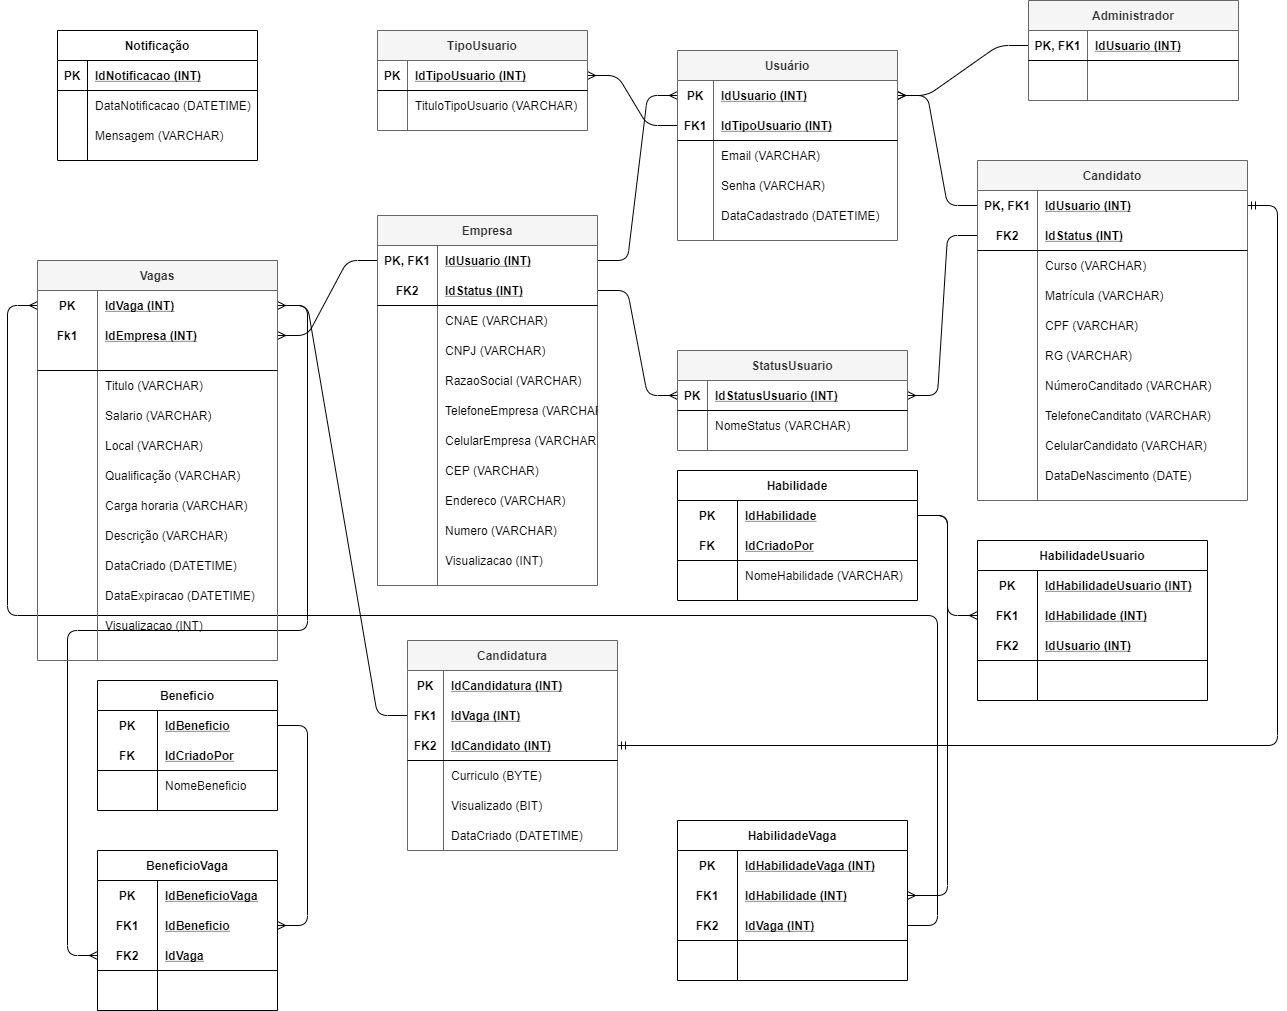 Notificação
PK IdNotificacao (INT)
DataNotificacao (DATETIME)
Mensagem (VARCHAR)
TipoUsuario
PK IdTipoUsuario (INT)
TituloTipoUsuario (VARCHAR)
Usuário
PK IdUsuario (INT)
FK1 IdTipoUsuario (INT)
Email (VARCHAR)
Senha (VARCHAR)
DataCadastrado (DATETIME)
Administrador
PK, FK1 IdUsuario (INT)
Candidato
PK, FK1 IdUsuario (INT)
FK2 IdStatus (INT)
Curso (VARCHAR)
Matrícula (VARCHAR)
CPF (VARCHAR)
RG (VARCHAR)
NúmeroCanditado (VARCHAR)
TelefoneCanditato (VARCHAR)
CelularCandidato (VARCHAR)
DataDeNascimento (DATE)
Empresa
PK, FK1 IdUsuario (INT)
FK2 IdStatus (INT)
CNAE (VARCHAR)
CNPJ (VARCHAR)
RazaoSocial (VARCHAR)
TelefoneEmpresa (VARCHAI
CelularEmpresa (VARCHAR
CEP (VARCHAR)
Endereco (VARCHAR)
Numero (VARCHAR)
Visualizacao (INT)
Vagas
PK IdVaga (INT)
Fk1 IdEmpresa (INT)
Titulo (VARCHAR)
Salario (VARCHAR)
Local (VARCHAR)
Qualificação (VARCHAR)
Carga horaria (VARCHAR)
Descrição (VARCHAR)
DataCriado (DATETIME)
DataExpiracao (DATETIME)
Visualizacao (INT)
StatusUsuario
PK IdStatusUsuario (INT)
NomeStatus (VARCHAR)
Habilidade
PK IdHabilidade
FK IdCriadoPor
NomeHabilidade (VARCHAR)
HabilidadeUsuario
PK IdHabilidadeUsuario (INT)
FK1 IdHabilidade (INT)
FK2 IdUsuario (INT)
Candidatura
PK IdCandidatura (INT)
FK1 IdVaga (INT)
FK2 IdCandidato (INT)
Curriculo (BYTE)
Visualizado (BIT)
DataCriado (DATETIME)
Beneficio
PK IdBeneficio
FK IdCriadoPor
NomeBeneficio
BeneficioVaga
PK IdBeneficioVaga
FK1 IdBeneficio
FK2 IdVaga
HabilidadeVaga
PK IdHabilidadeVaga (INT)
FK1 IdHabilidade (INT)
FK2 IdVaga (INT)